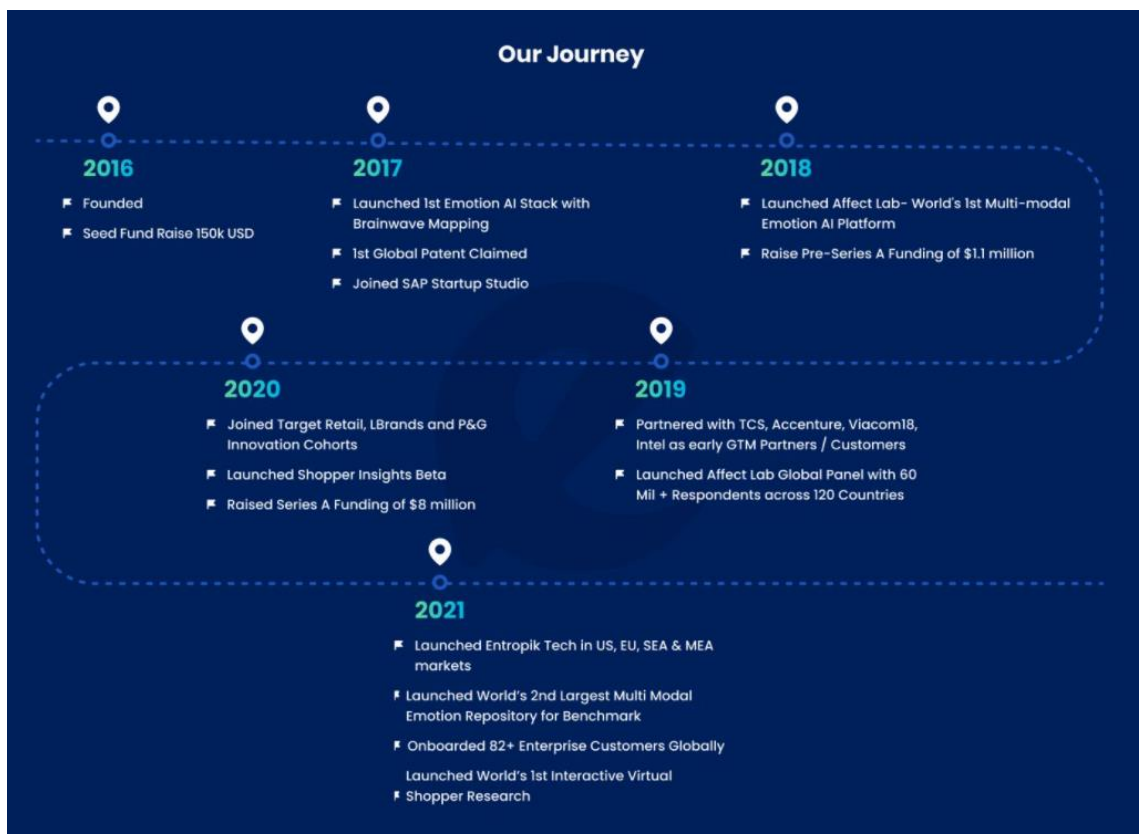 Our Journey
2016
Founded
Seed Fund Raise 150k USD
2017
Launched 1st Emotion AI Stack with
Brainwave Mapping
1st Global Patent Claimed
Joined SAP Startup Studio
2018
Launched Affect Lab- World's 1st Multi-modal
Emotion AI Platform
Raise Pre-Series A Funding of $1.1 million
2019
Partnered with TCS, Accenture, Viacom18,
Intel as early GTM Partners / Customers
Launched Affect Lab Global Panel with 60
Mil + Respondents across 120 Countries
2020
Joined Target Retail, LBrands and P&G
Innovation Cohorts
Launched Shopper Insights Beta
Raised Series A Funding of $8 million
2021
Launched Entropik Tech in US, EU, SEA & MEA
markets
Launched World's 2nd Largest Multi Modal
Emotion Repository for Benchmark
Onboarded 82+ Enterprise Customers Globally
Launched World's 1st Interactive Virtual
Shopper Research